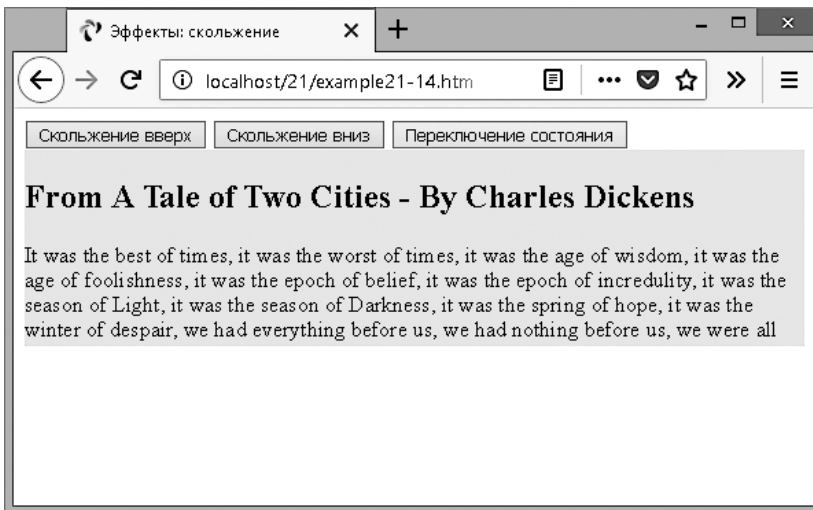 Эффекты: скольжение
localhost/21/example21-14.htm
Скольжение вверх Скольжение вниз Переключение состояния
From A Tale of Two Cities - By Charles Dickens
It was the best of times, it was the worst of times, it was the age of wisdom, it was the
age of foolishness, it was the epoch of belief, it was the epoch of incredulity, it was the
season of Light, it was the season of Darkness, it was the spring of hope, it was the
winter of despair, we had everything before us, we had nothing before us, we were all